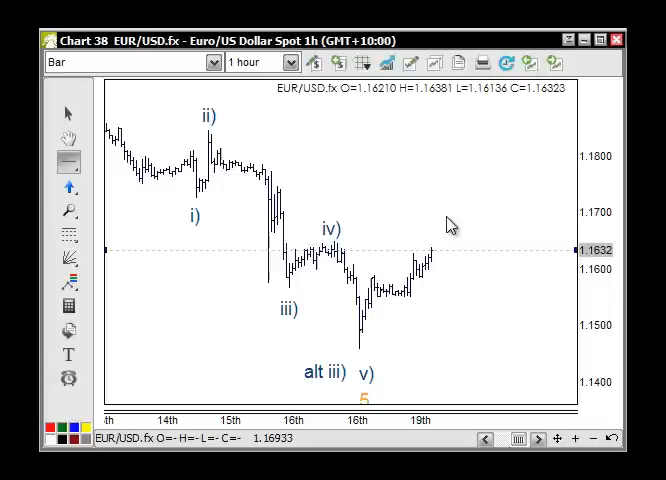 Chart 38 EUR/USD.fx - Euro/US Dollar Spot 1h (GMT+10:00)
Bar
1 hour
EUR/USD.fx O=1.16210 H=1.16381 L=1.16136 C=1.16323
ii)
1.1800
i)
1.1700
iv)
1.1632
1.1600
iii)
1.1500
alt iii) v)
1.1400
5
T
th 14th 15th 16th 16th 19th
EUR/USD.fx O=- H=- L=- C=- 1.16933